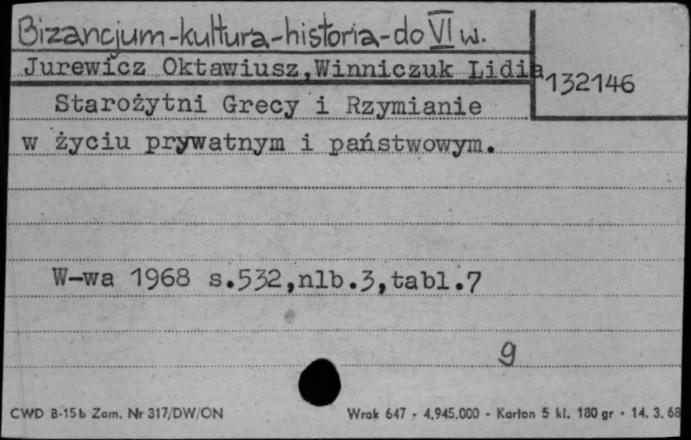 Bizancjum-kultura-historia-do VI w.
Jurewicz Oktawiusz,Winniczuk Lidia
132146
Starożytni Grecy i Rzymianie
w życiu prywatnym i państwowym.
W-wa 1968 s.532,nlb.3,tabl.7
9
CWD B-15b Zam. Nr 317/DW/ON
Wrak 647 - 4.945.000 - Karton 5 kl. 180 gr - 14. 3. 68